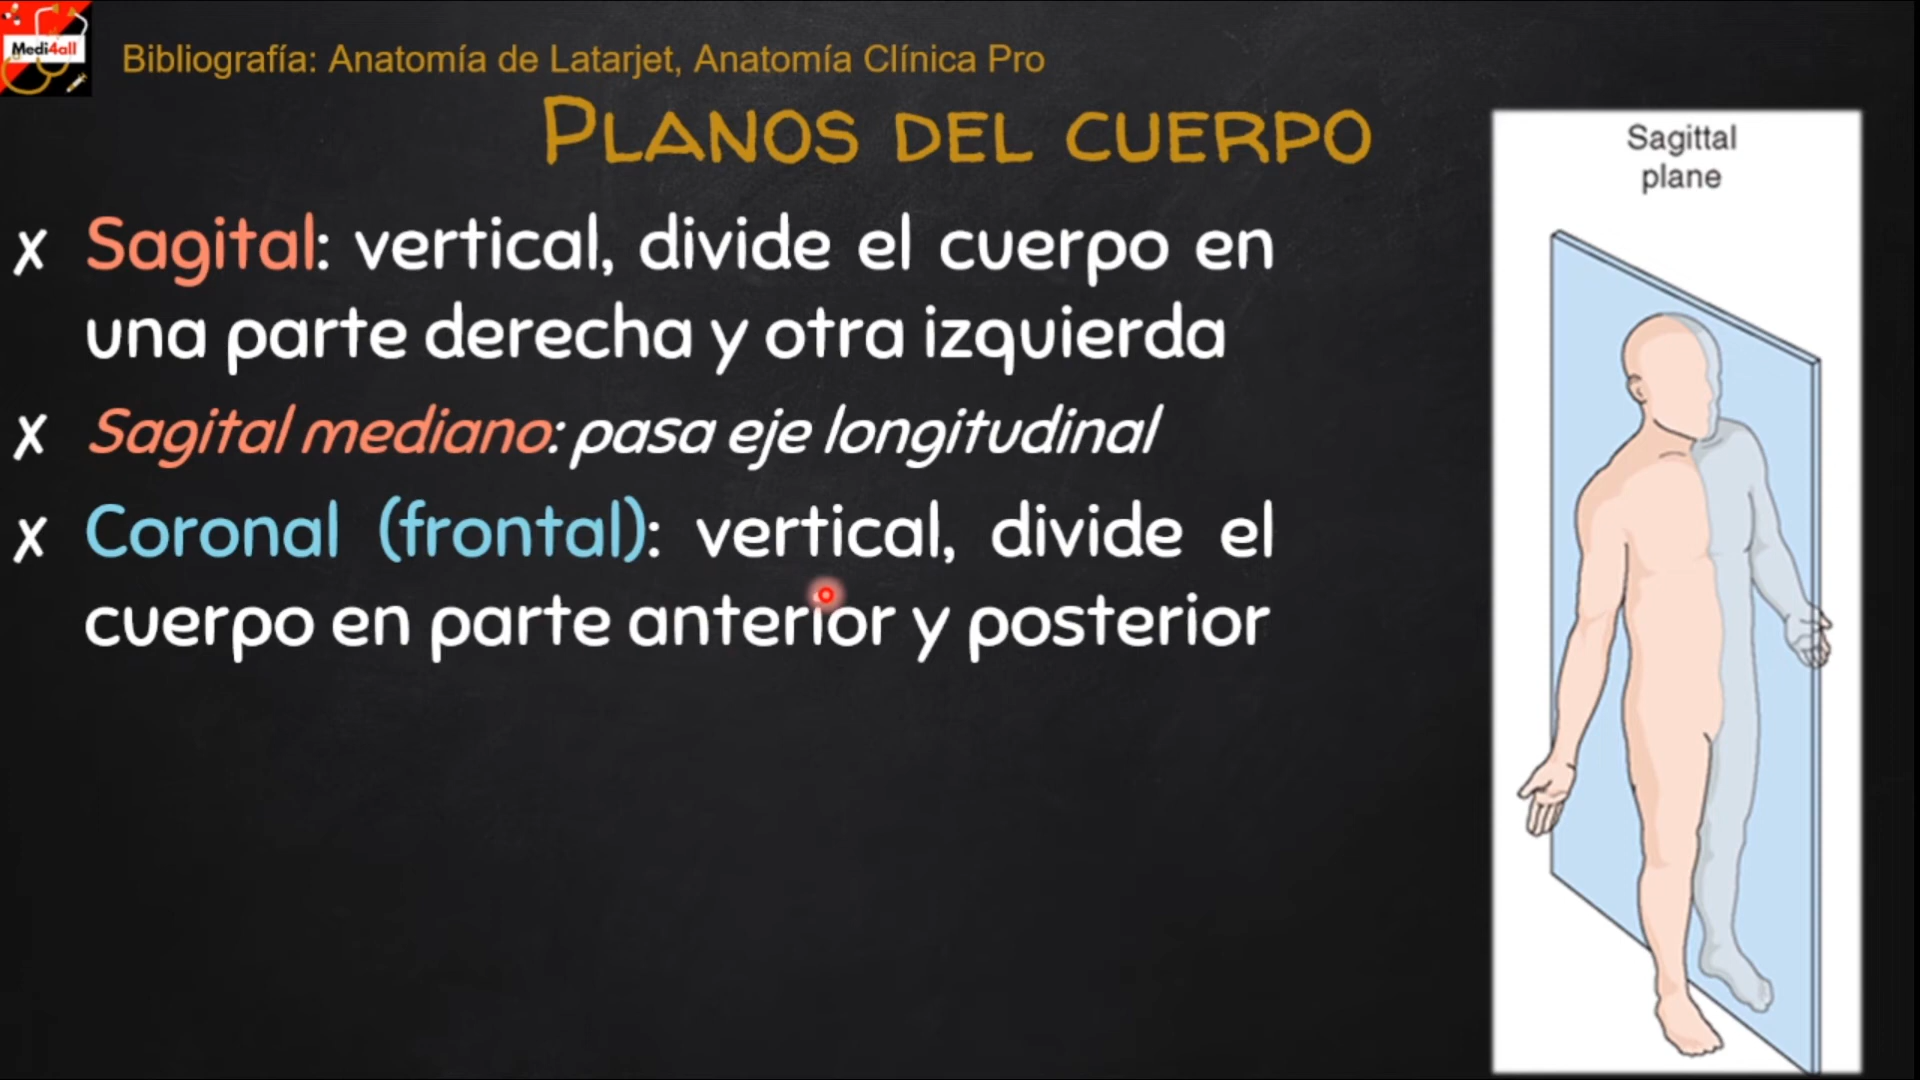 Medi4all
Bibliografía: Anatomía de Latarjet, Anatomía Clínica Pro
PLANOS DEL CUERPO
Sagittal
plane
✗ Sagital: vertical, divide el cuerpo en
una parte derecha y otra izquierda
✗ Sagital mediano: pasa eje longitudinal
✗ Coronal (frontal): vertical, divide el
cuerpo en parte anterior y posterior